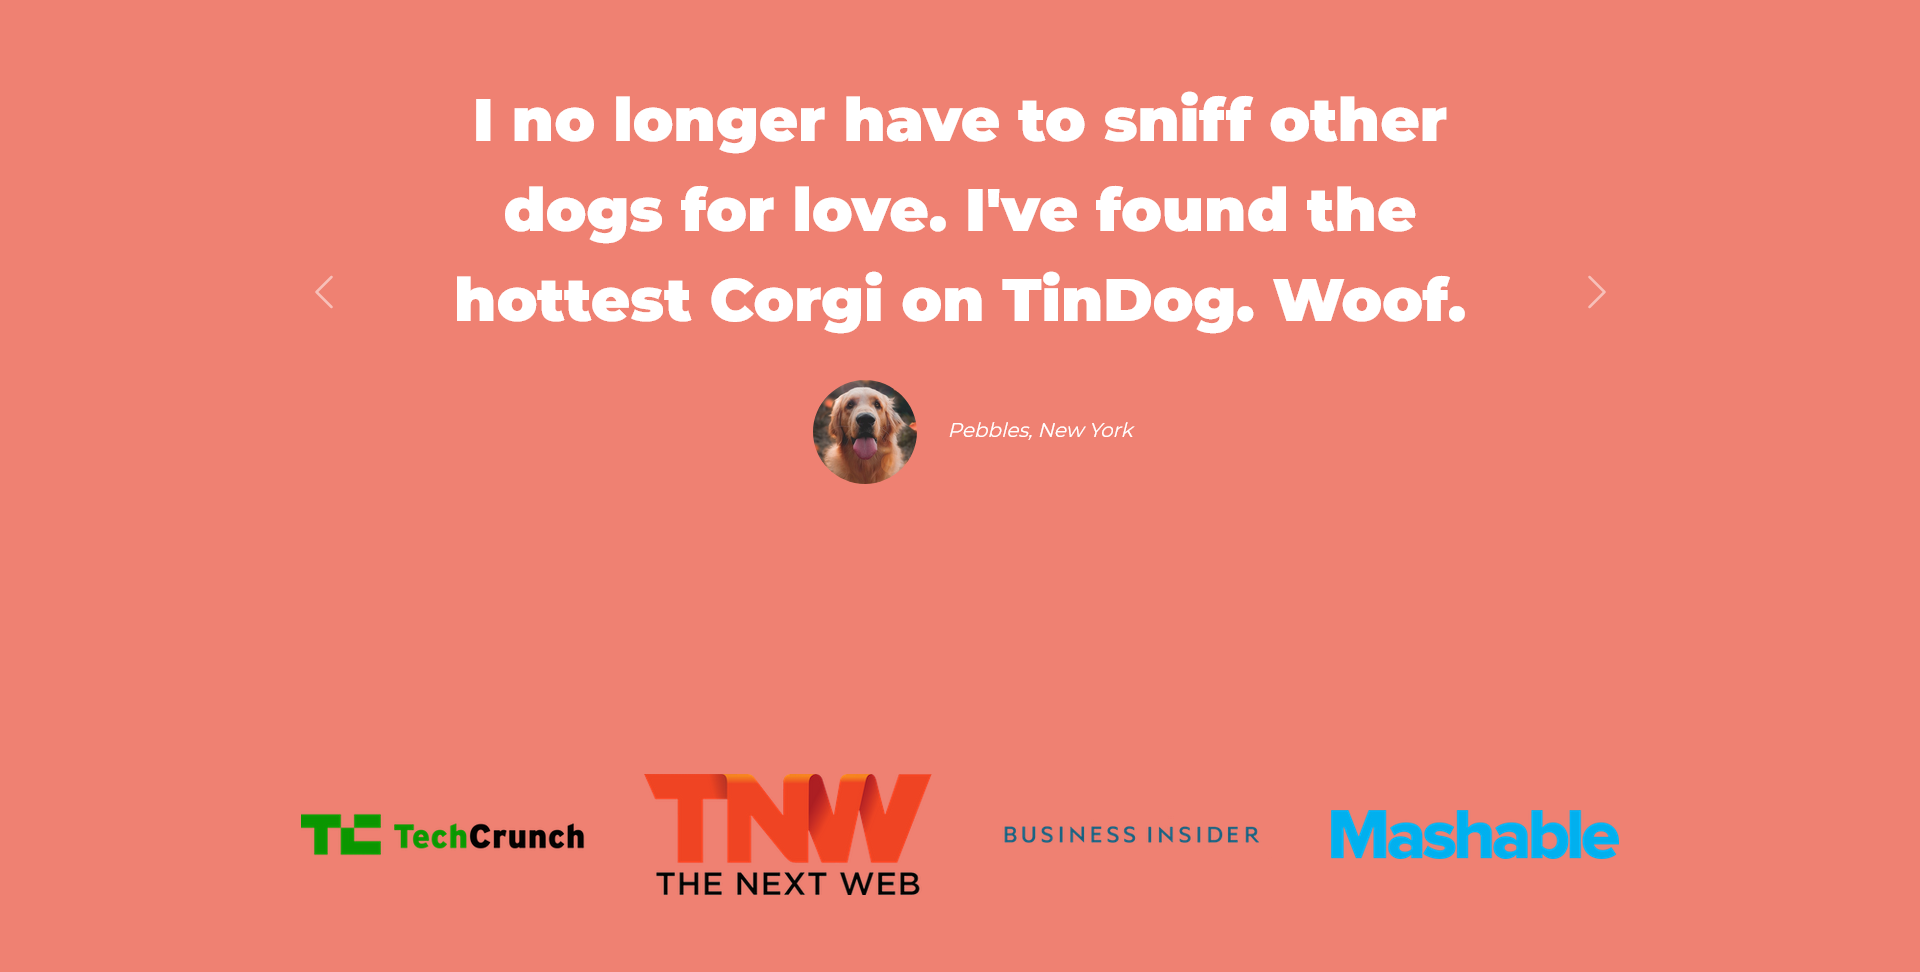 I no longer have to sniff other
dogs for love. I've found the
hottest Corgi on TinDog. Woof.
Pebbles, New York
TC TechCrunch
TNW
THE NEXT WEB
BUSINESS INSIDER
Mashable